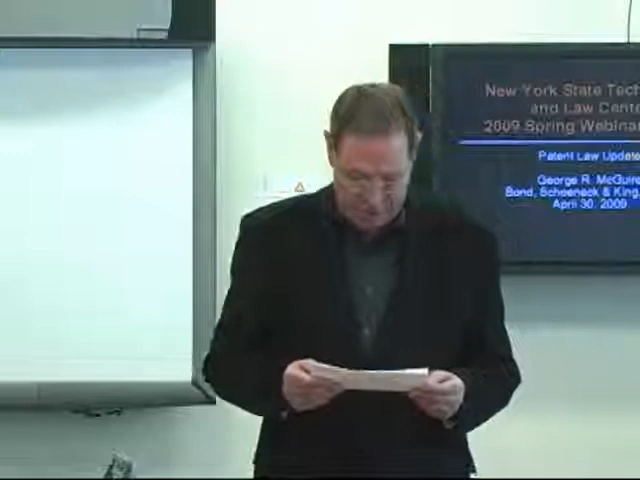 New York State Tech
and Law Cente
2009 Spring Webinar
Patent Law Update
George R. McGuire
Bond, Schoeneck & King,
April 30, 2009